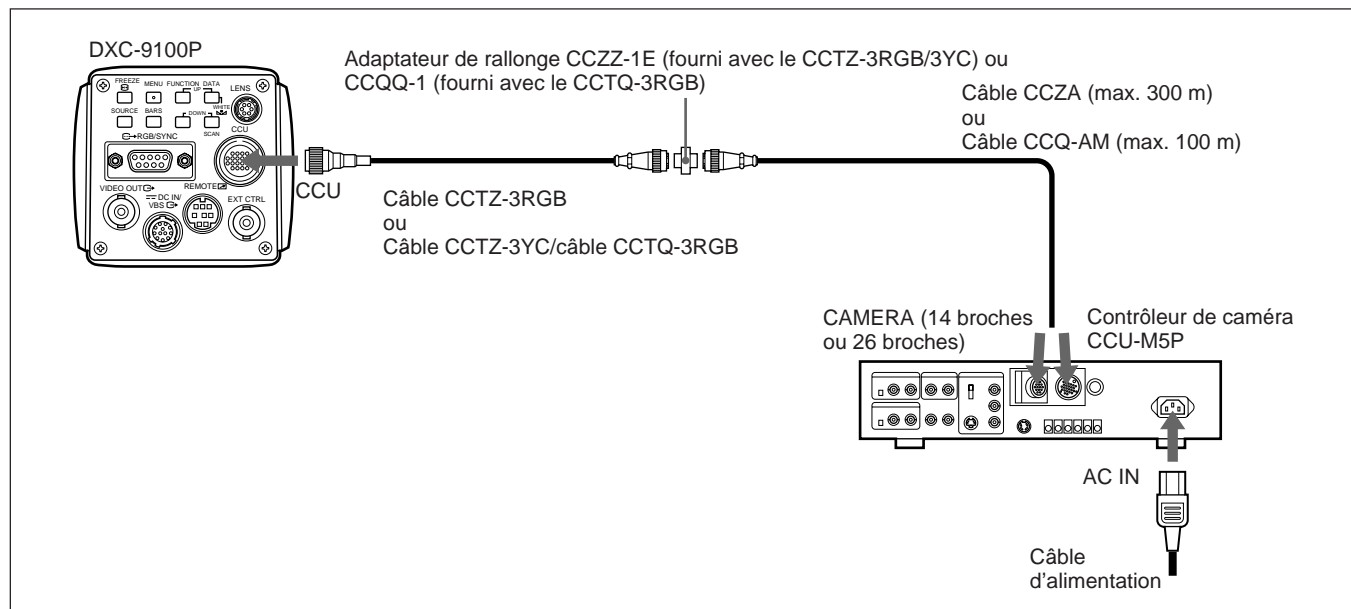 DXC-9100P
FREEZE
MENU
FUNCTION
DATA
UP
LENS
WHITE
SOURCE
BARS
DOWN
SCAN
CCU
RGB/SYNC
VIDEO OUT
DC IN/
VBS
REMOTE
EXT CTRL
CCU
Adaptateur de rallonge CCZZ-1E (fourni avec le CCTZ-3RGB/3YC) ou
CCQQ-1 (fourni avec le CCTQ-3RGB)
Câble CCZA (max. 300 m)
ou
Câble CCQ-AM (max. 100 m)
Câble CCTZ-3RGB
ou
Câble CCTZ-3YC/câble CCTQ-3RGB
CAMERA (14 broches
ou 26 broches)
Contrôleur de caméra
CCU-M5P
AC IN
Câble
d'alimentation